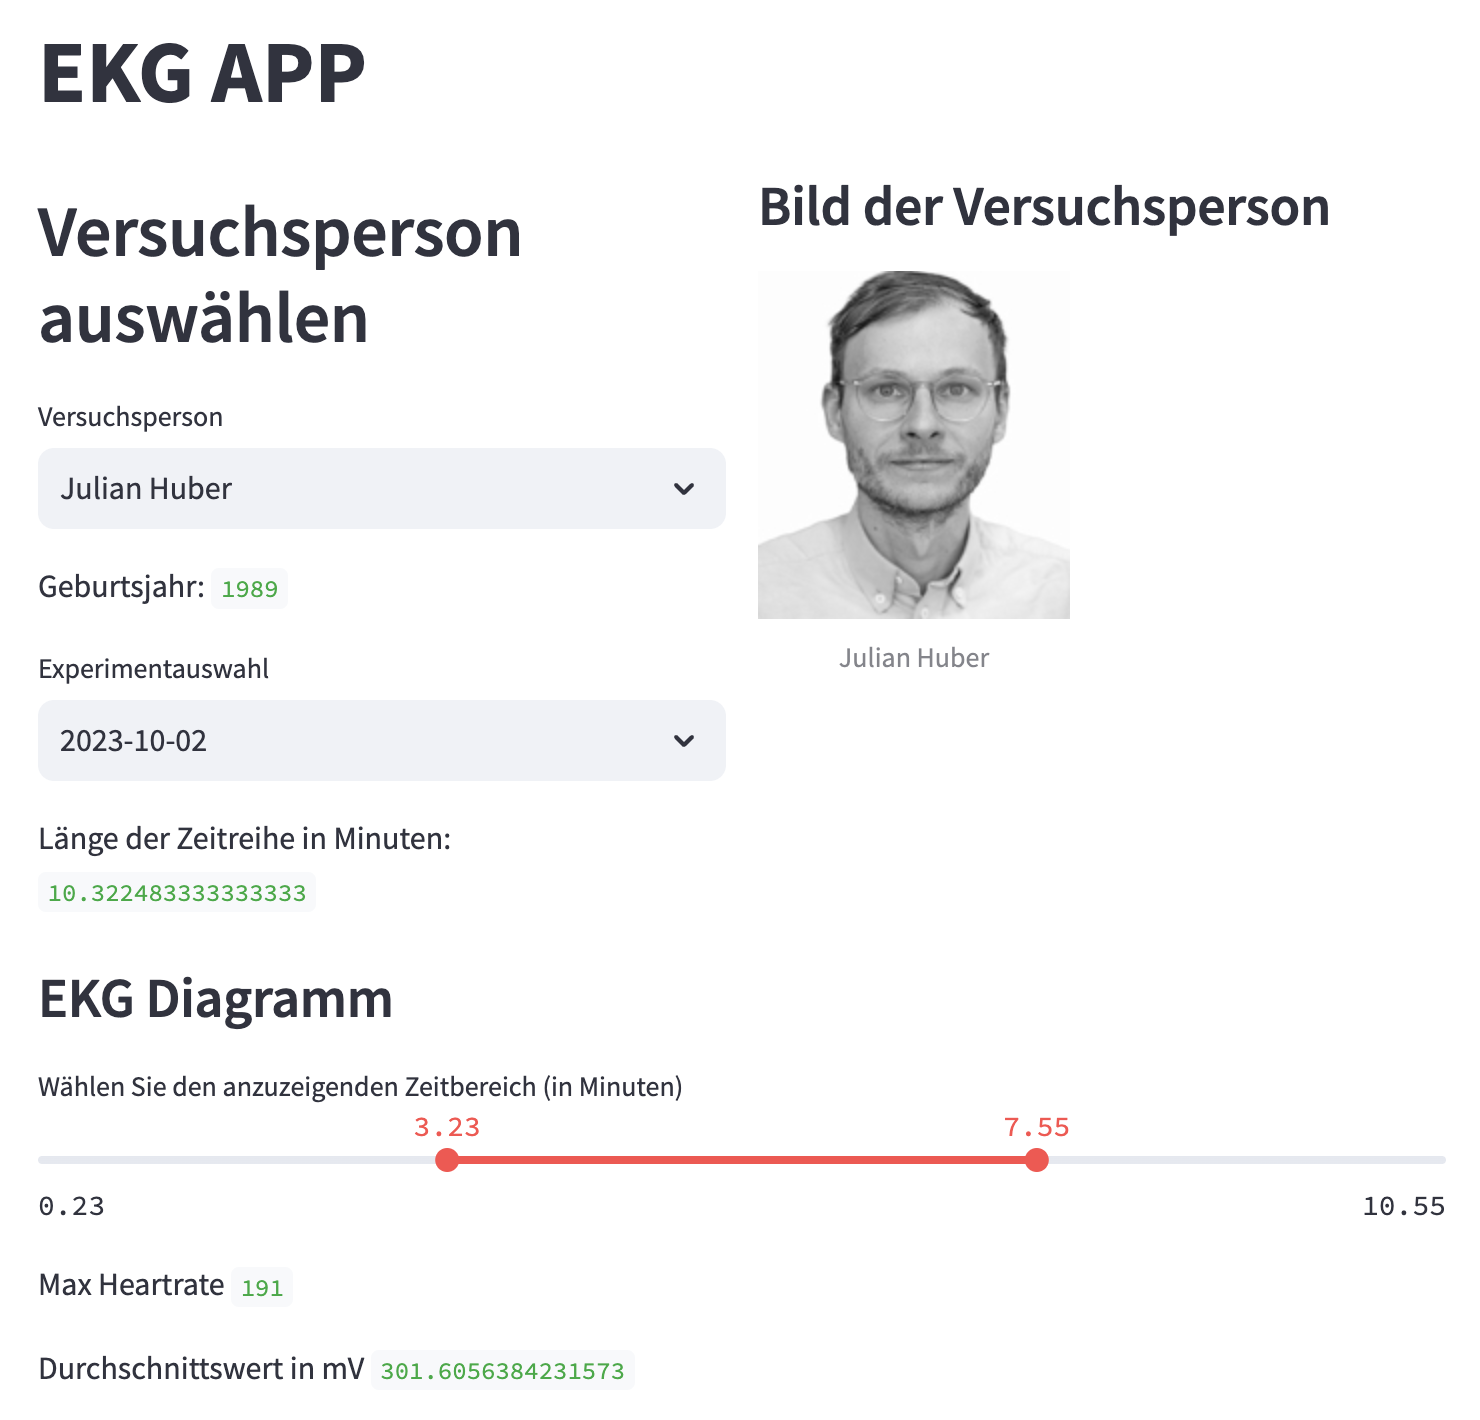 EKG APP
Versuchsperson
auswählen
Versuchsperson
Julian Huber
Geburtsjahr: 1989
Experimentauswahl
2023-10-02
Länge der Zeitreihe in Minuten:
10.322483333333333
Bild der Versuchsperson
Julian Huber
EKG Diagramm
Wählen Sie den anzuzeigenden Zeitbereich (in Minuten)
3.23 7.55
0.23 10.55
Max Heartrate 191
Durchschnittswert in mV 301.6056384231573